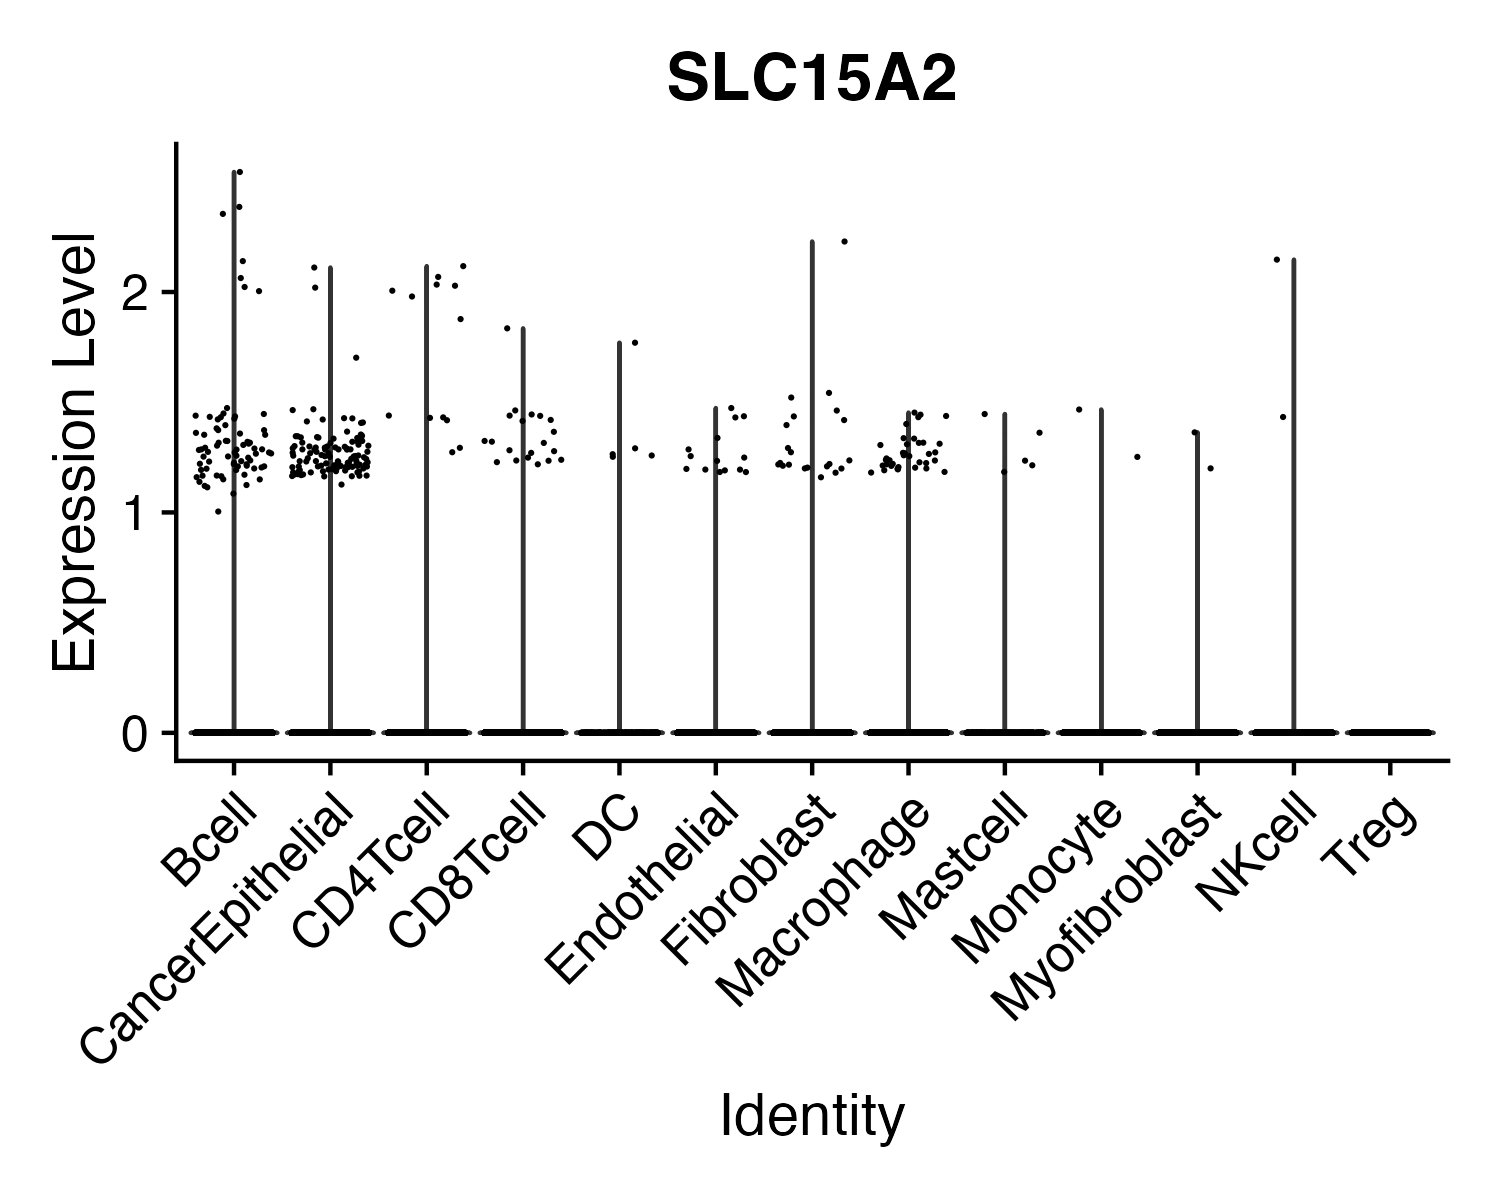 SLC15A2
Expression Level
2
1
0
Bcell
CancerEpithelial
CD4Tcell
CD8Tcell
DC
Endothelial
Fibroblast
Macrophage
Mastcell
Monocyte
Myofibroblast
NKcell
Treg
Identity